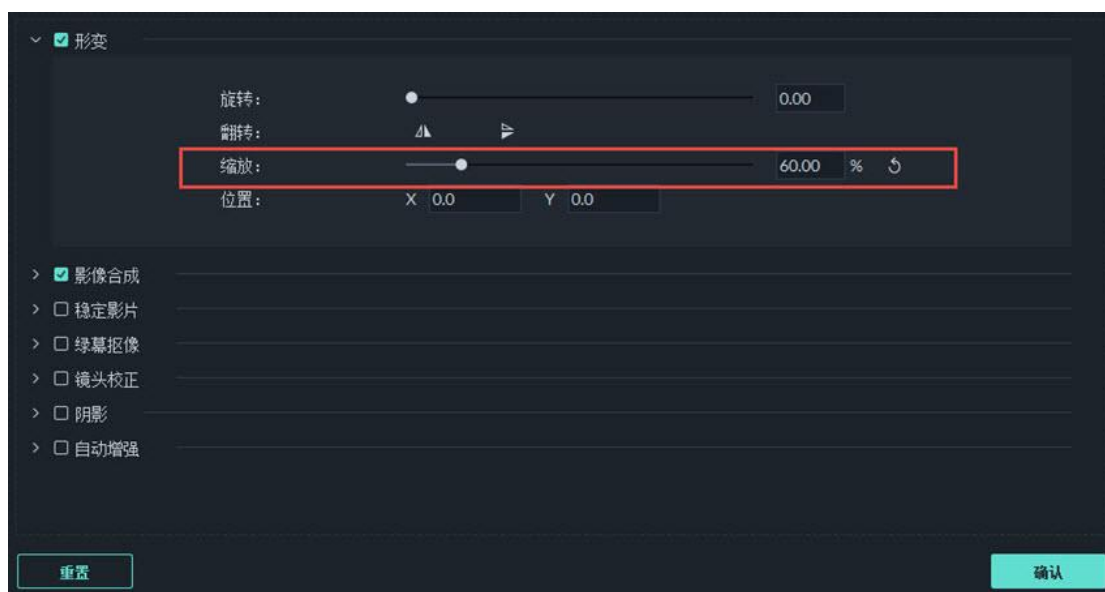 形变
旋转： 0.00
翻转：
缩放： 60.00 %
位置： X 0.0 Y 0.0
影像合成
稳定影片
绿幕抠像
镜头校正
阴影
自动增强
重置 确认